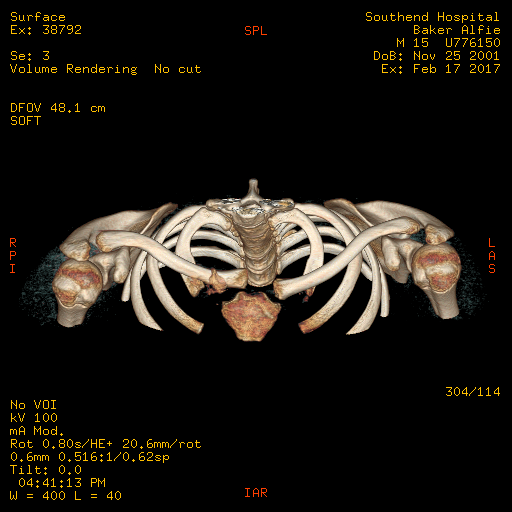 Surface
Ex: 38792
Se: 3
Volume Rendering No cut
DFOV 48.1 cm
SOFT
SPL
Southend Hospital
Baker Alfie
M 15 U776150
DoB: Nov 25 2001
Ex: Feb 17 2017
R
P
I
L
A
S
304/114
No VOI
kV 100
mA Mod.
Rot 0.80s/HE+ 20.6mm/rot
0.6mm 0.516:1/0.62sp
Tilt: 0.0
04:41:13 PM
W = 400 L = 40
IAR